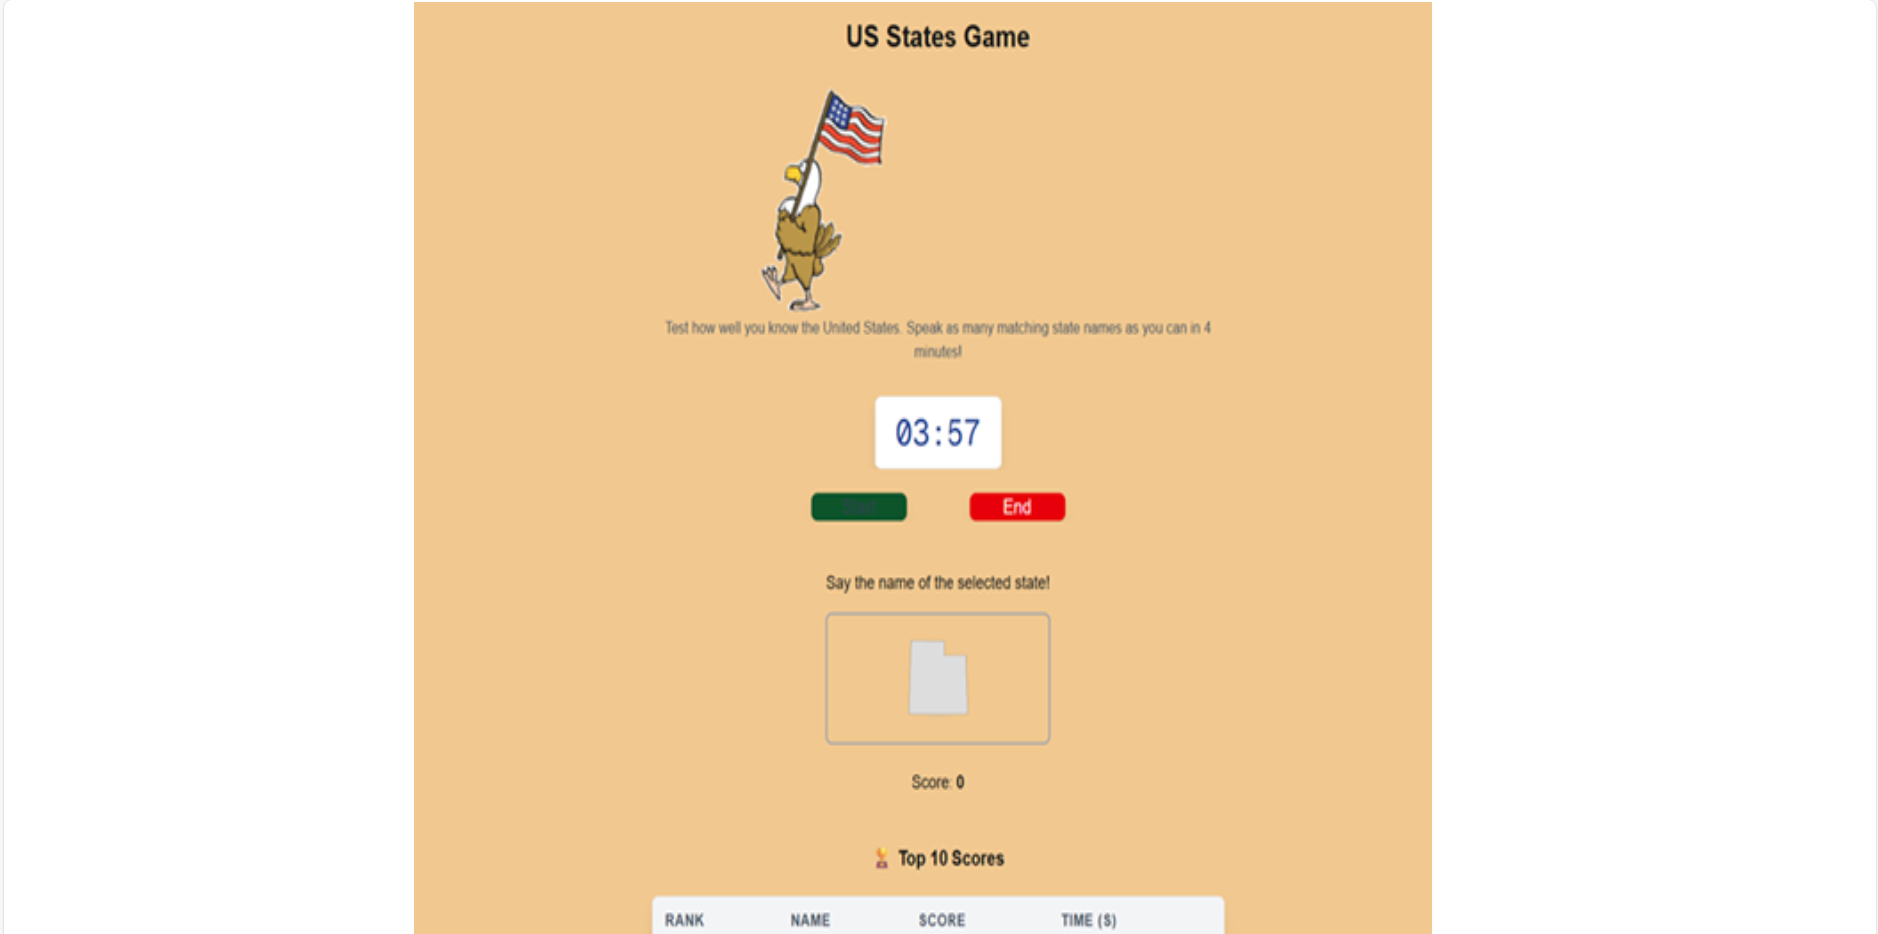 US States Game
Test how well you know the United States. Speak as many matching state names as you can in 4
minutes!
03:57
End
Say the name of the selected state!
Score: 0
Top 10 Scores
RANK NAME SCORE TIME (S)